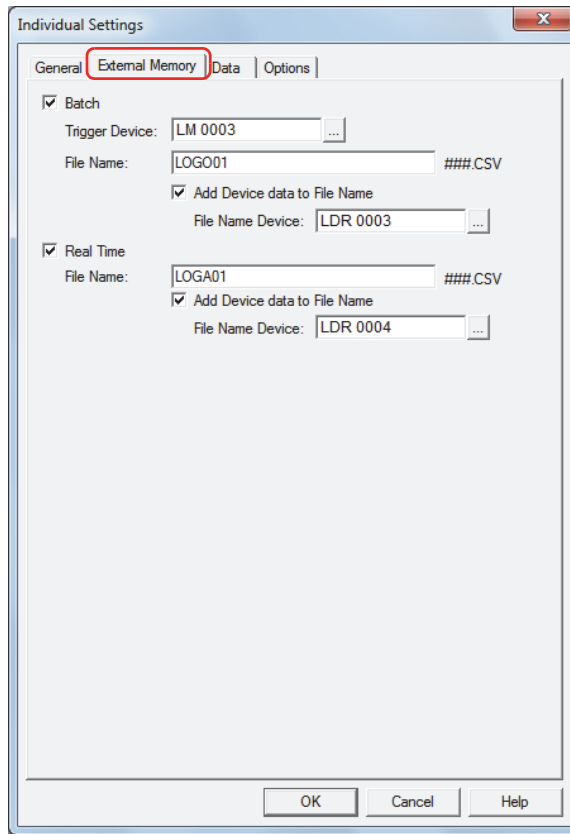 Individual Settings
General External Memory Data Options
Batch
Trigger Device: LM 0003 ...
File Name: LOGO01 ###.CSV
Add Device data to File Name
File Name Device: LDR 0003 ...
Real Time
File Name: LOGA01 ###.CSV
Add Device data to File Name
File Name Device: LDR 0004 ...
OK Cancel Help